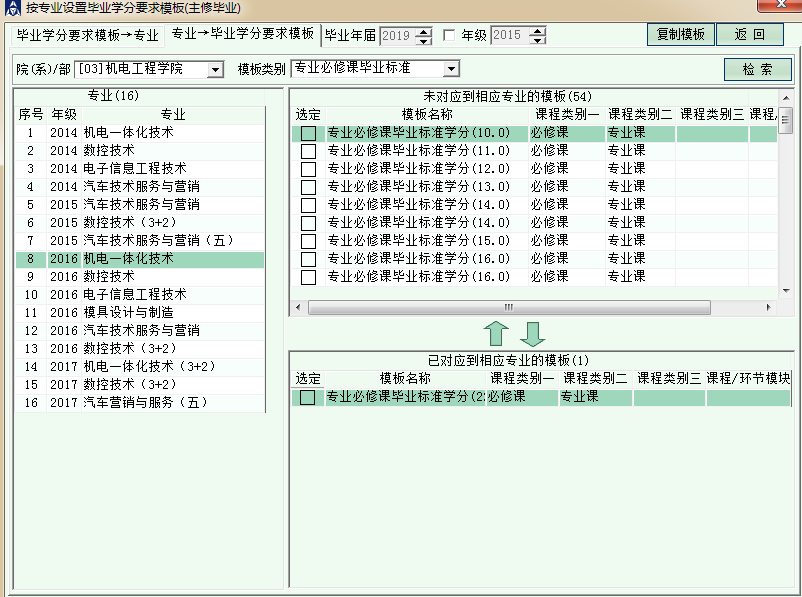 按专业设置毕业学分要求模板(主修毕业)
毕业学分要求模板→专业 专业→毕业学分要求模板 毕业年届 2019 年级 2015 复制模板 返 回
院(系)/部 [03]机电工程学院 模板类别 专业必修课毕业标准 检 索
专业(16)
序号 年级 专业
1 2014 机电一体化技术
2 2014 数控技术
3 2014 电子信息工程技术
4 2014 汽车技术服务与营销
5 2015 汽车技术服务与营销
6 2015 数控技术（3+2）
7 2015 汽车技术服务与营销（五）
8 2016 机电一体化技术
9 2016 数控技术
10 2016 电子信息工程技术
11 2016 模具设计与制造
12 2016 汽车技术服务与营销
13 2016 数控技术（3+2）
14 2017 机电一体化技术（3+2）
15 2017 数控技术（3+2）
16 2017 汽车营销与服务（五）
未对应到相应专业的模板(54)
选定 模板名称 课程类别一 课程类别二 课程类别三 课程/
专业必修课毕业标准学分(10.0) 必修课 专业课
专业必修课毕业标准学分(11.0) 必修课 专业课
专业必修课毕业标准学分(12.0) 必修课 专业课
专业必修课毕业标准学分(13.0) 必修课 专业课
专业必修课毕业标准学分(14.0) 必修课 专业课
专业必修课毕业标准学分(14.0) 必修课 专业课
专业必修课毕业标准学分(15.0) 必修课 专业课
专业必修课毕业标准学分(16.0) 必修课 专业课
专业必修课毕业标准学分(16.0) 必修课 专业课
已对应到相应专业的模板(1)
选定 模板名称 课程类别一 课程类别二 课程类别三 课程/环节模块
专业必修课毕业标准学分(2 必修课 专业课